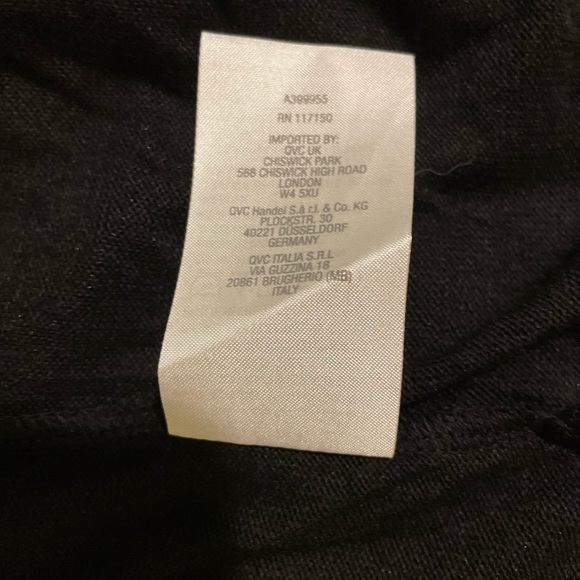 A399955
RN 117150
IMPORTED BY:
QVC UK
CHISWICK PARK
566 CHISWICK HIGH ROAD
LONDON
W4 5XU
QVC Handel S.à r.l. & Co. KG
PLOCKSTR. 30
40221 DÜSSELDORF
GERMANY
QVC ITALIA S.R.L
VIA GUZZINA 18
20861 BRUGHERIO (MB)
ITALY